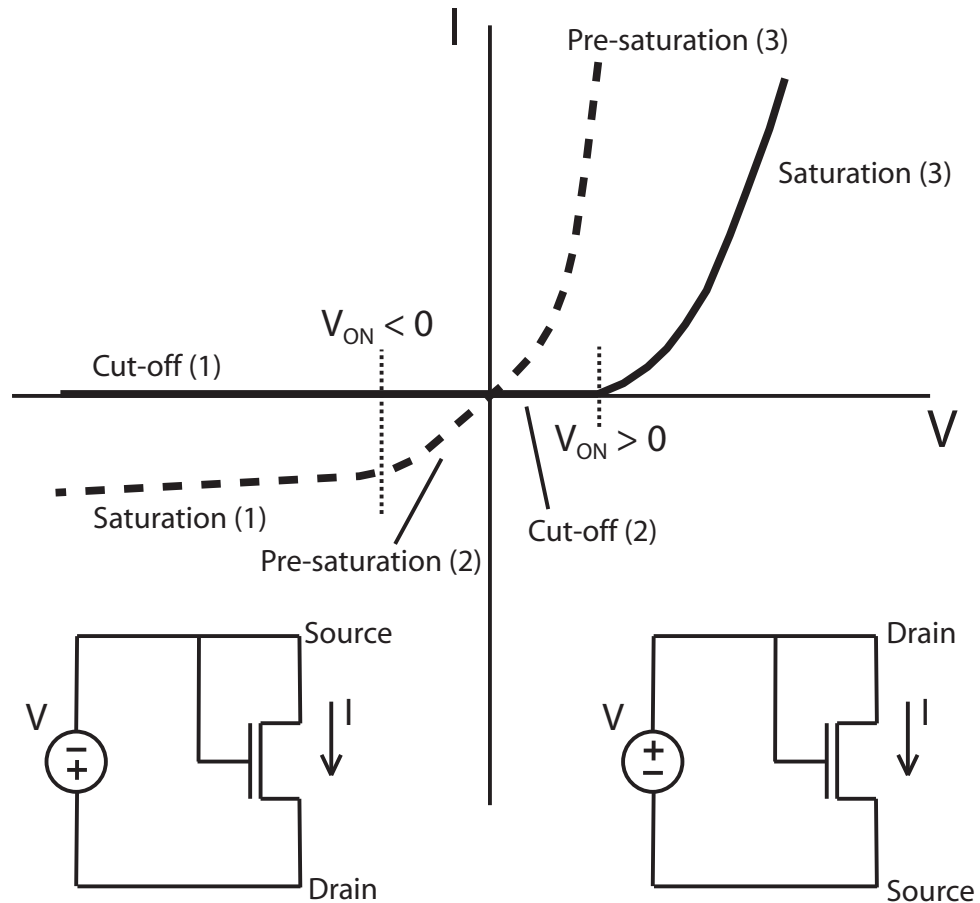 I
Pre-saturation (3)
Saturation (3)
V_ON < 0
Cut-off (1)
V
V_ON > 0
Saturation (1)
Cut-off (2)
Pre-saturation (2)
Source
Drain
V
I
V
I
- +
+ -
Drain
Source